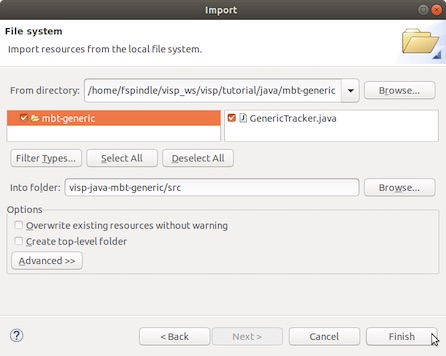 Import
File system
Import resources from the local file system.
From directory: /home/fspindle/visp_ws/visp/tutorial/java/mbt-generic Browse...
mbt-generic GenericTracker.java
Filter Types... Select All Deselect All
Into folder: visp-java-mbt-generic/src Browse...
Options
Overwrite existing resources without warning
Create top-level folder
Advanced >>
? < Back Next > Cancel Finish